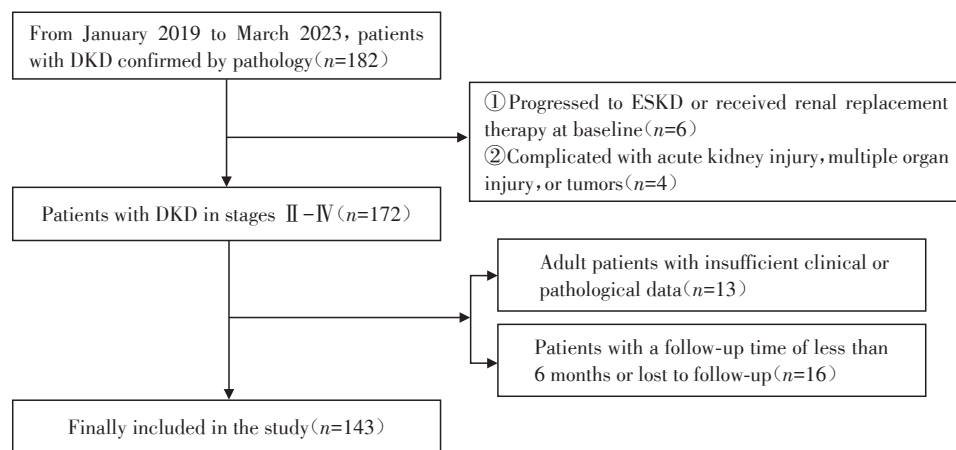 From January 2019 to March 2023, patients
with DKD confirmed by pathology(n=182)
①Progressed to ESKD or received renal replacement
therapy at baseline(n=6)
②Complicated with acute kidney injury, multiple organ
injury, or tumors(n=4)
Patients with DKD in stages Ⅱ-Ⅳ(n=172)
Adult patients with insufficient clinical or
pathological data(n=13)
Patients with a follow-up time of less than
6 months or lost to follow-up(n=16)
Finally included in the study(n=143)